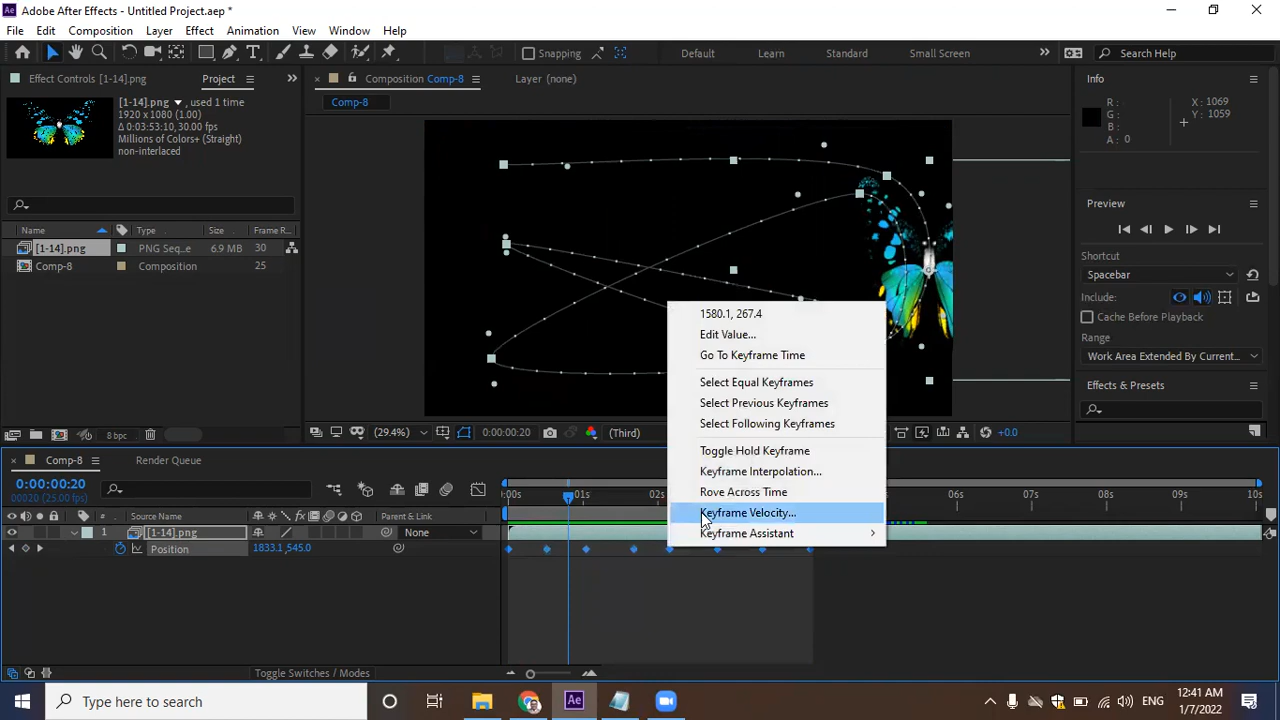 Adobe After Effects - Untitled Project.aep *
File Edit Composition Layer Effect Animation View Window Help
Snapping Default Learn Standard Small Screen Search Help
Effect Controls [1-14].png Project
[1-14].png ▼, used 1 time
1920 x 1080 (1.00)
Δ 0:03:53:10, 30.00 fps
Millions of Colors+ (Straight)
non-interlaced
Name Type Size Frame R...
[1-14].png PNG Seq...e 6.9 MB 30
Comp-8 Composition 25
8 bpc
Composition Comp-8 Layer (none)
Comp-8
(29.4%) 0:00:00:20 (Third) +0.0
1580.1, 267.4
Edit Value...
Go To Keyframe Time
Select Equal Keyframes
Select Previous Keyframes
Select Following Keyframes
Toggle Hold Keyframe
Keyframe Interpolation...
Rove Across Time
Keyframe Velocity...
Keyframe Assistant
Info
R:
G:
B:
A: 0
X: 1069
Y: 1059
Preview
Shortcut
Spacebar
Include:
Cache Before Playback
Range
Work Area Extended By Current...
Effects & Presets
Comp-8 Render Queue
0:00:00:20
00020 (25.00 fps)
:00s 01s 02s 06s 07s 08s 09s 10s
# Source Name Parent & Link
1 [1-14].png None
Position 1833.1,545.0
Toggle Switches / Modes
Type here to search
ENG
12:41 AM
1/7/2022